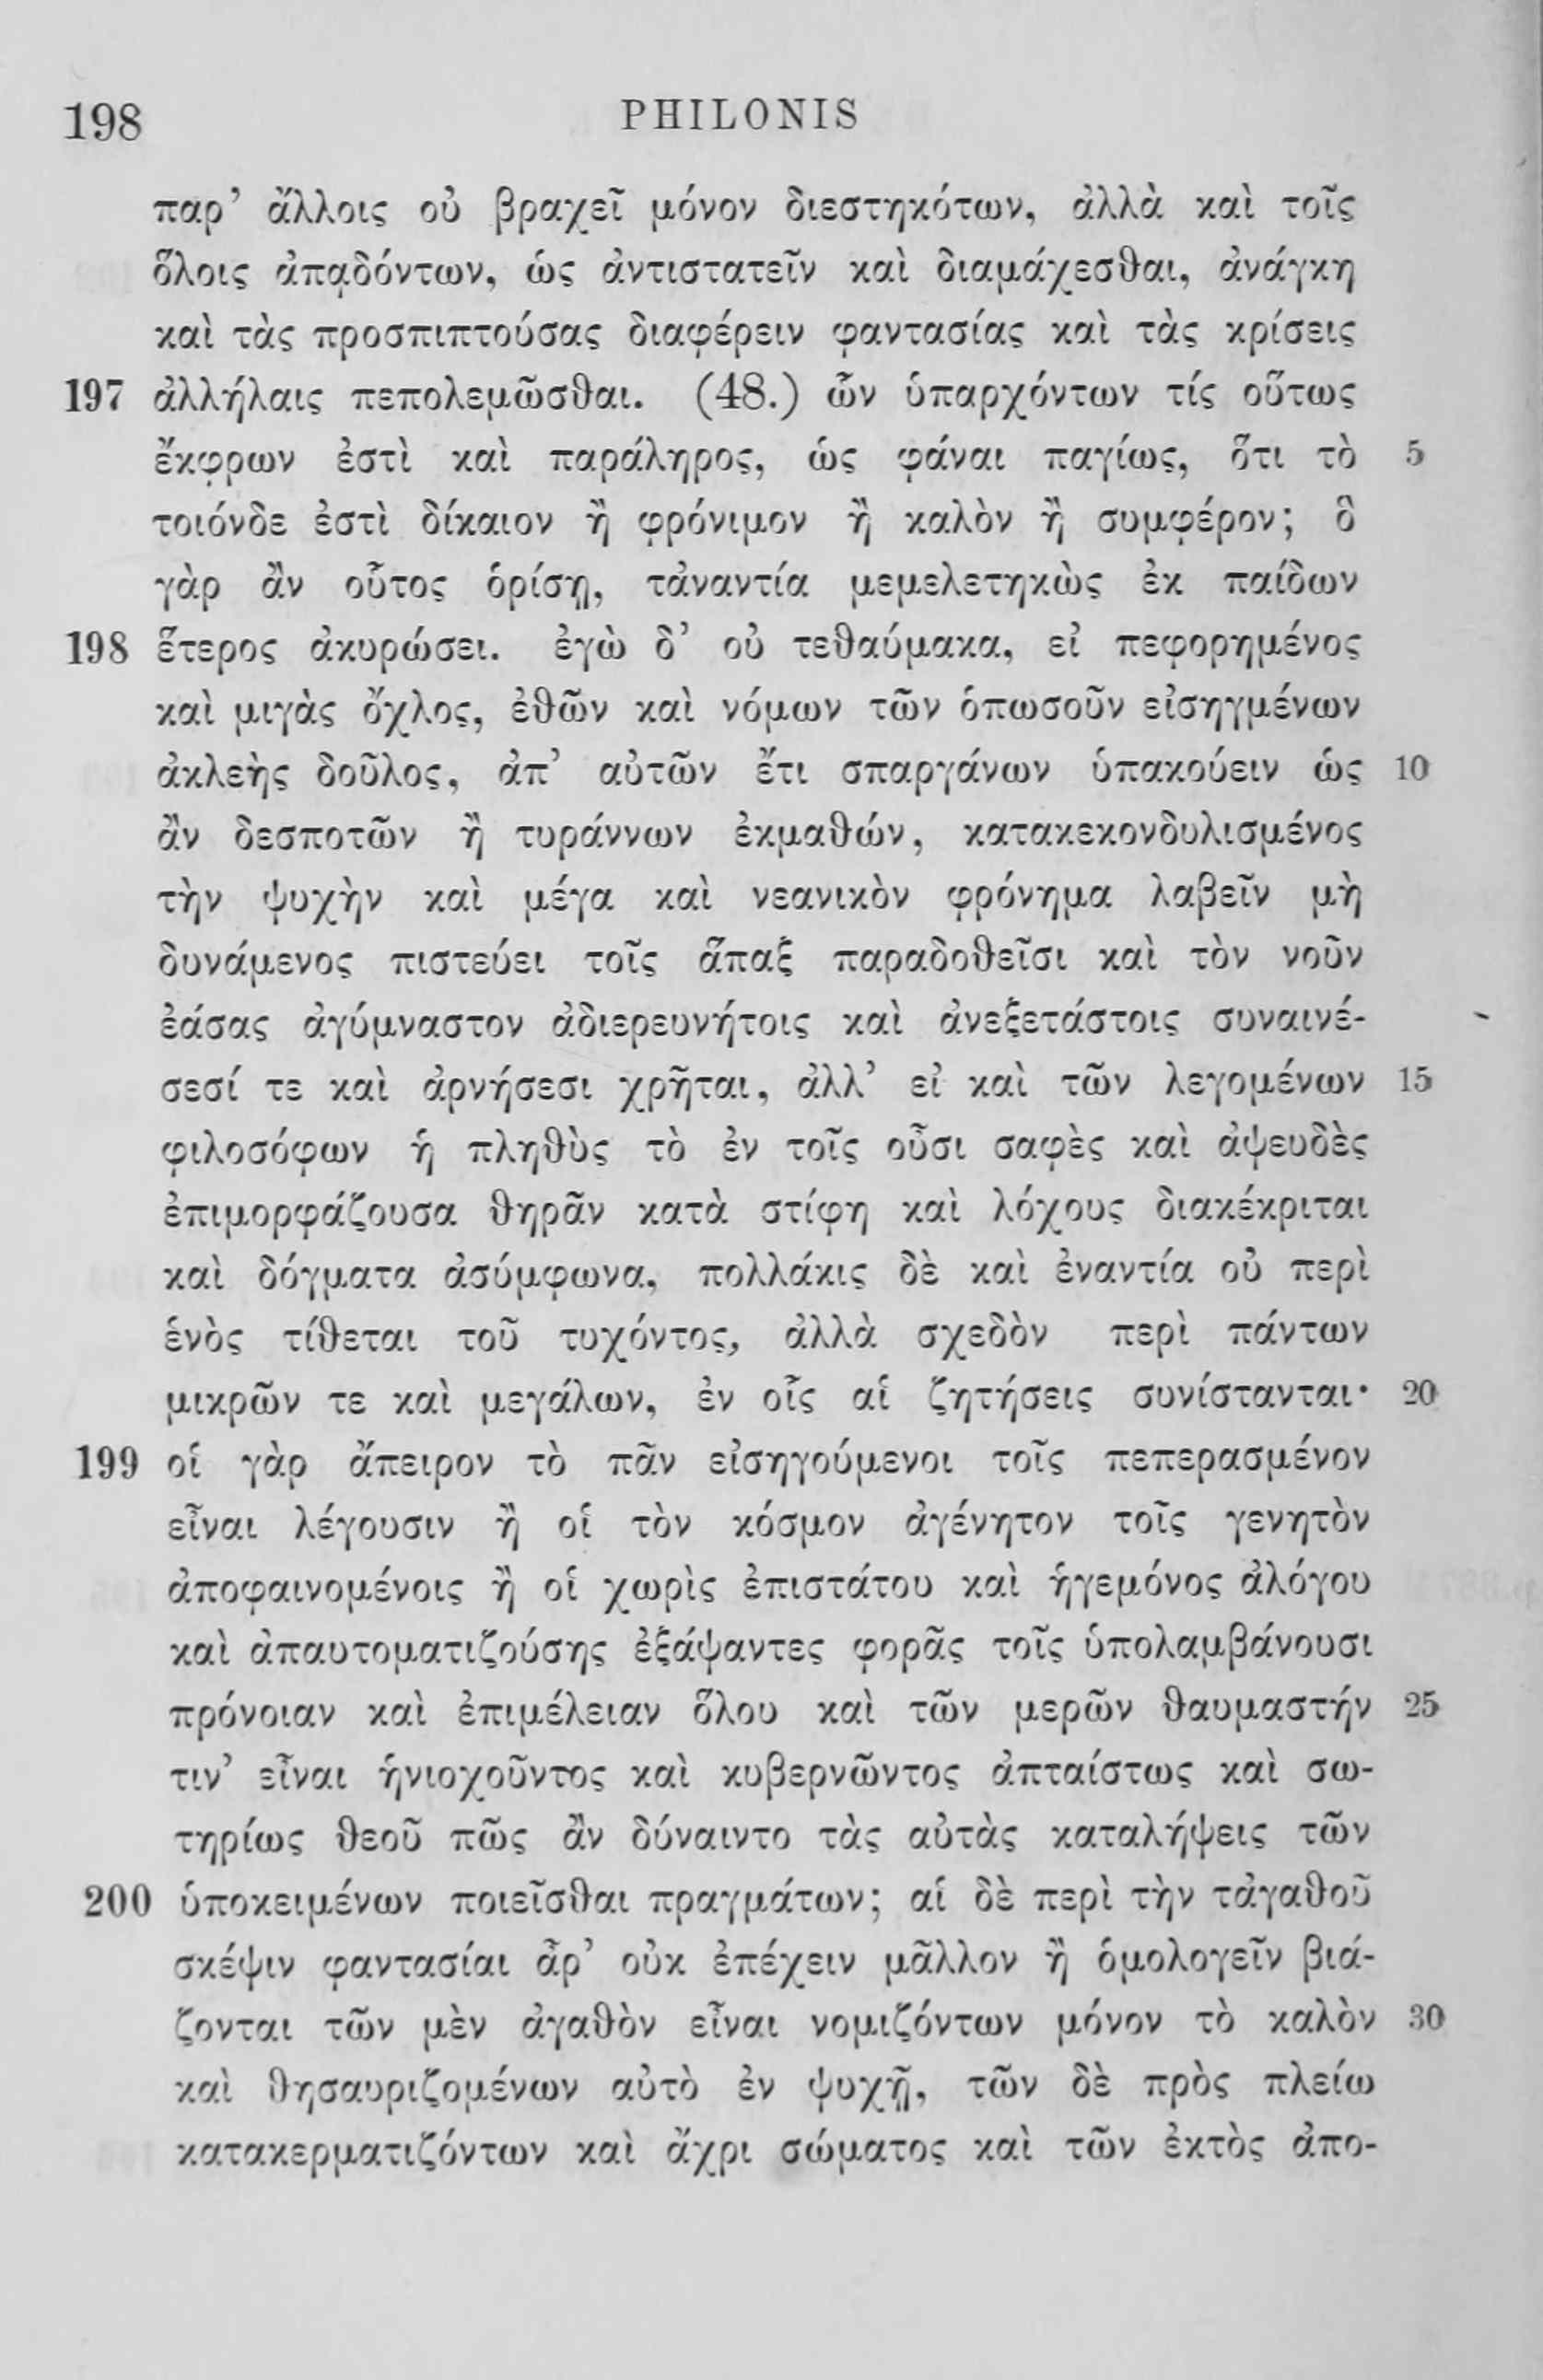 198 PHILONIS
παρ’ ἄλλοις οὐ βραχεῖ μόνον διεστηκότων, ἀλλὰ καὶ τοῖς
ὅλοις ἀπᾳδόντων, ὡς ἀντιστατεῖν καὶ διαμάχεσθαι, ἀνάγκη
καὶ τὰς προσπιπτούσας διαφέρειν φαντασίας καὶ τὰς κρίσεις
197 ἀλλήλαις πεπολεμῶσθαι. (48.) ὧν ὑπαρχόντων τίς οὕτως
ἔκφρων ἐστὶ καὶ παράληρος, ὡς φάναι παγίως, ὅτι τὸ 5
τοιόνδε ἐστὶ δίκαιον ἢ φρόνιμον ἢ καλὸν ἢ συμφέρον; ὃ
γὰρ ἂν οὗτος ὁρίσῃ, τἀναντία μεμελετηκὼς ἐκ παίδων
198 ἕτερος ἀκυρώσει. ἐγὼ δ’ οὐ τεθαύμακα, εἰ πεφορημένος
καὶ μιγὰς ὄχλος, ἐθῶν καὶ νόμων τῶν ὁπωσοῦν εἰσηγμένων
ἀκλεὴς δοῦλος, ἀπ’ αὐτῶν ἔτι σπαργάνων ὑπακούειν ὡς 10
ἂν δεσποτῶν ἢ τυράννων ἐκμαθών, κατακεκονδυλισμένος
τὴν ψυχὴν καὶ μέγα καὶ νεανικὸν φρόνημα λαβεῖν μὴ
δυνάμενος πιστεύει τοῖς ἅπαξ παραδοθεῖσι καὶ τὸν νοῦν
ἐάσας ἀγύμναστον ἀδιερευνήτοις καὶ ἀνεξετάστοις συναινέ-
σεσί τε καὶ ἀρνήσεσι χρῆται, ἀλλ’ εἰ καὶ τῶν λεγομένων 15
φιλοσόφων ἡ πληθὺς τὸ ἐν τοῖς οὖσι σαφὲς καὶ ἀψευδὲς
ἐπιμορφάζουσα θηρᾶν κατὰ στίφη καὶ λόχους διακέκριται
καὶ δόγματα ἀσύμφωνα, πολλάκις δὲ καὶ ἐναντία οὐ περὶ
ἑνὸς τίθεται τοῦ τυχόντος, ἀλλὰ σχεδὸν περὶ πάντων
μικρῶν τε καὶ μεγάλων, ἐν οἷς αἱ ζητήσεις συνίστανται· 20
199 οἱ γὰρ ἄπειρον τὸ πᾶν εἰσηγούμενοι τοῖς πεπερασμένον
εἶναι λέγουσιν ἢ οἱ τὸν κόσμον ἀγένητον τοῖς γενητὸν
ἀποφαινομένοις ἢ οἱ χωρὶς ἐπιστάτου καὶ ἡγεμόνος ἀλόγου
καὶ ἀπαυτοματιζούσης ἐξάψαντες φορᾶς τοῖς ὑπολαμβάνουσι
πρόνοιαν καὶ ἐπιμέλειαν ὅλου καὶ τῶν μερῶν θαυμαστήν 25
τιν’ εἶναι ἡνιοχοῦντος καὶ κυβερνῶντος ἀπταίστως καὶ σω-
τηρίως θεοῦ πῶς ἂν δύναιντο τὰς αὐτὰς καταλήψεις τῶν
200 ὑποκειμένων ποιεῖσθαι πραγμάτων; αἱ δὲ περὶ τὴν τἀγαθοῦ
σκέψιν φαντασίαι ἆρ’ οὐκ ἐπέχειν μᾶλλον ἢ ὁμολογεῖν βιά-
ζονται τῶν μὲν ἀγαθὸν εἶναι νομιζόντων μόνον τὸ καλὸν 30
καὶ θησαυριζομένων αὐτὸ ἐν ψυχῇ, τῶν δὲ πρὸς πλείω
κατακερματιζόντων καὶ ἄχρι σώματος καὶ τῶν ἐκτὸς ἀπο-